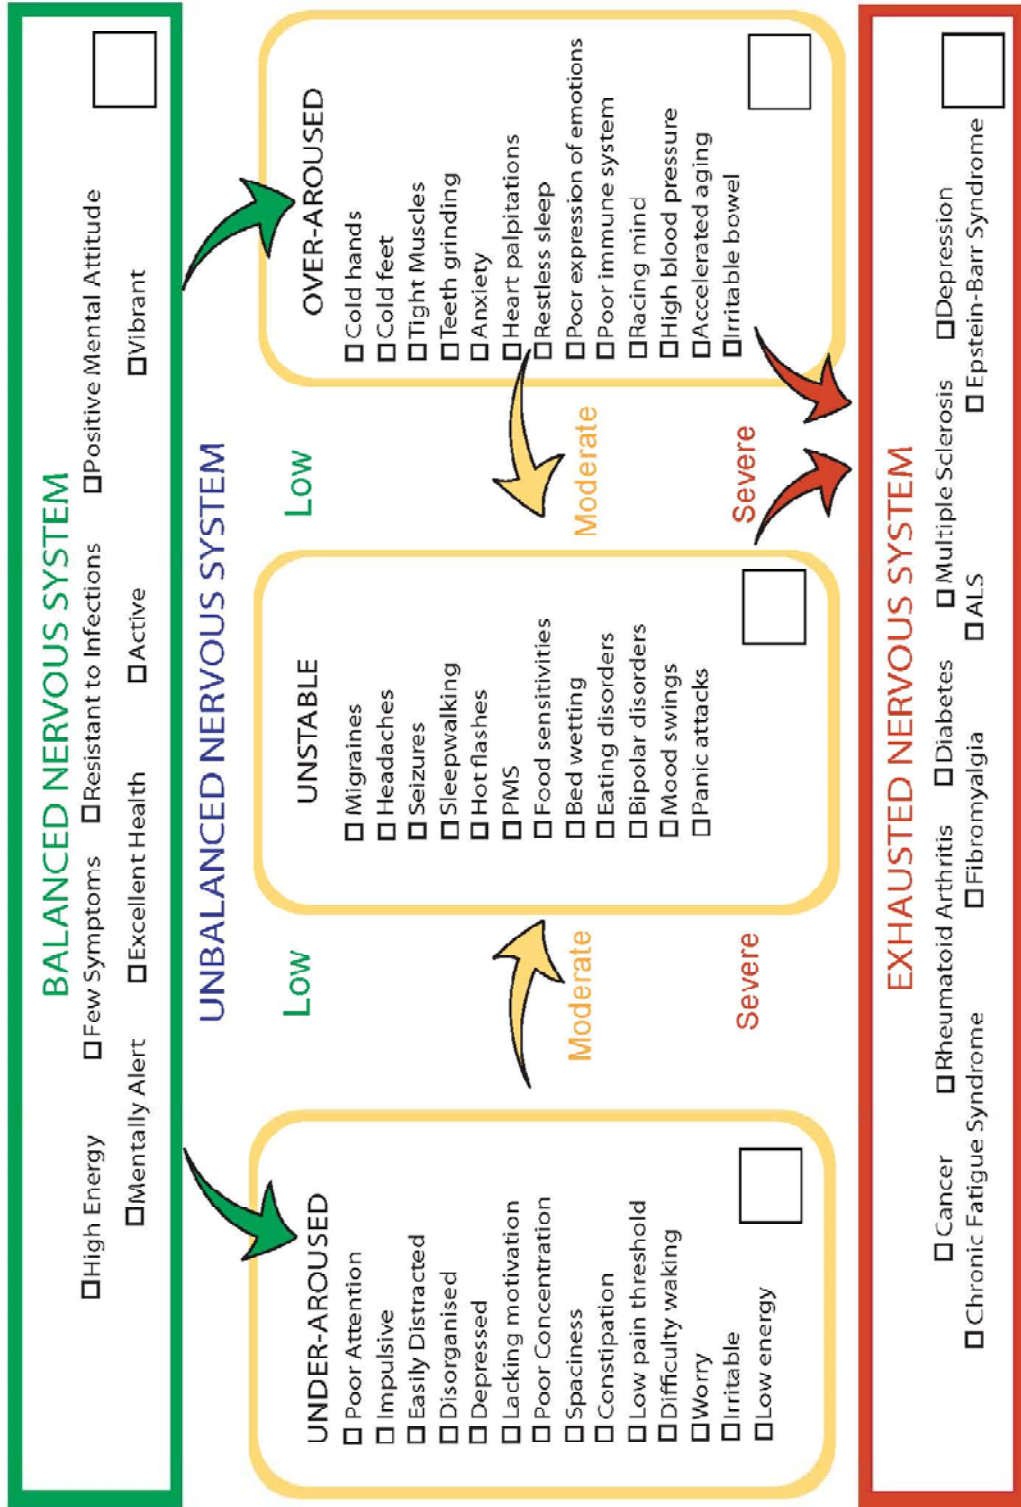 BALANCED NERVOUS SYSTEM
☐High Energy ☐Few Symptoms ☐Resistant to Infections ☐Positive Mental Attitude
☐Mentally Alert ☐Excellent Health ☐Active ☐Vibrant
UNBALANCED NERVOUS SYSTEM
UNDER-AROUSED
☐Poor Attention
☐Impulsive
☐Easily Distracted
☐Disorganised
☐Depressed
☐Lacking motivation
☐Poor Concentration
☐Spaciness
☐Constipation
☐Low pain threshold
☐Difficulty waking
☐Worry
☐Irritable
☐Low energy
Low
Moderate
Severe
UNSTABLE
☐Migraines
☐Headaches
☐Seizures
☐Sleepwalking
☐Hot flashes
☐PMS
☐Food sensitivities
☐Bed wetting
☐Eating disorders
☐Bipolar disorders
☐Mood swings
☐Panic attacks
Low
Moderate
Severe
OVER-AROUSED
☐Cold hands
☐Cold feet
☐Tight Muscles
☐Teeth grinding
☐Anxiety
☐Heart palpitations
☐Restless sleep
☐Poor expression of emotions
☐Poor immune system
☐Racing mind
☐High blood pressure
☐Accelerated aging
☐Irritable bowel
EXHAUSTED NERVOUS SYSTEM
☐Cancer ☐Rheumatoid Arthritis ☐Diabetes ☐Multiple Sclerosis ☐Depression
☐Chronic Fatigue Syndrome ☐Fibromyalgia ☐ALS ☐Epstein-Barr Syndrome